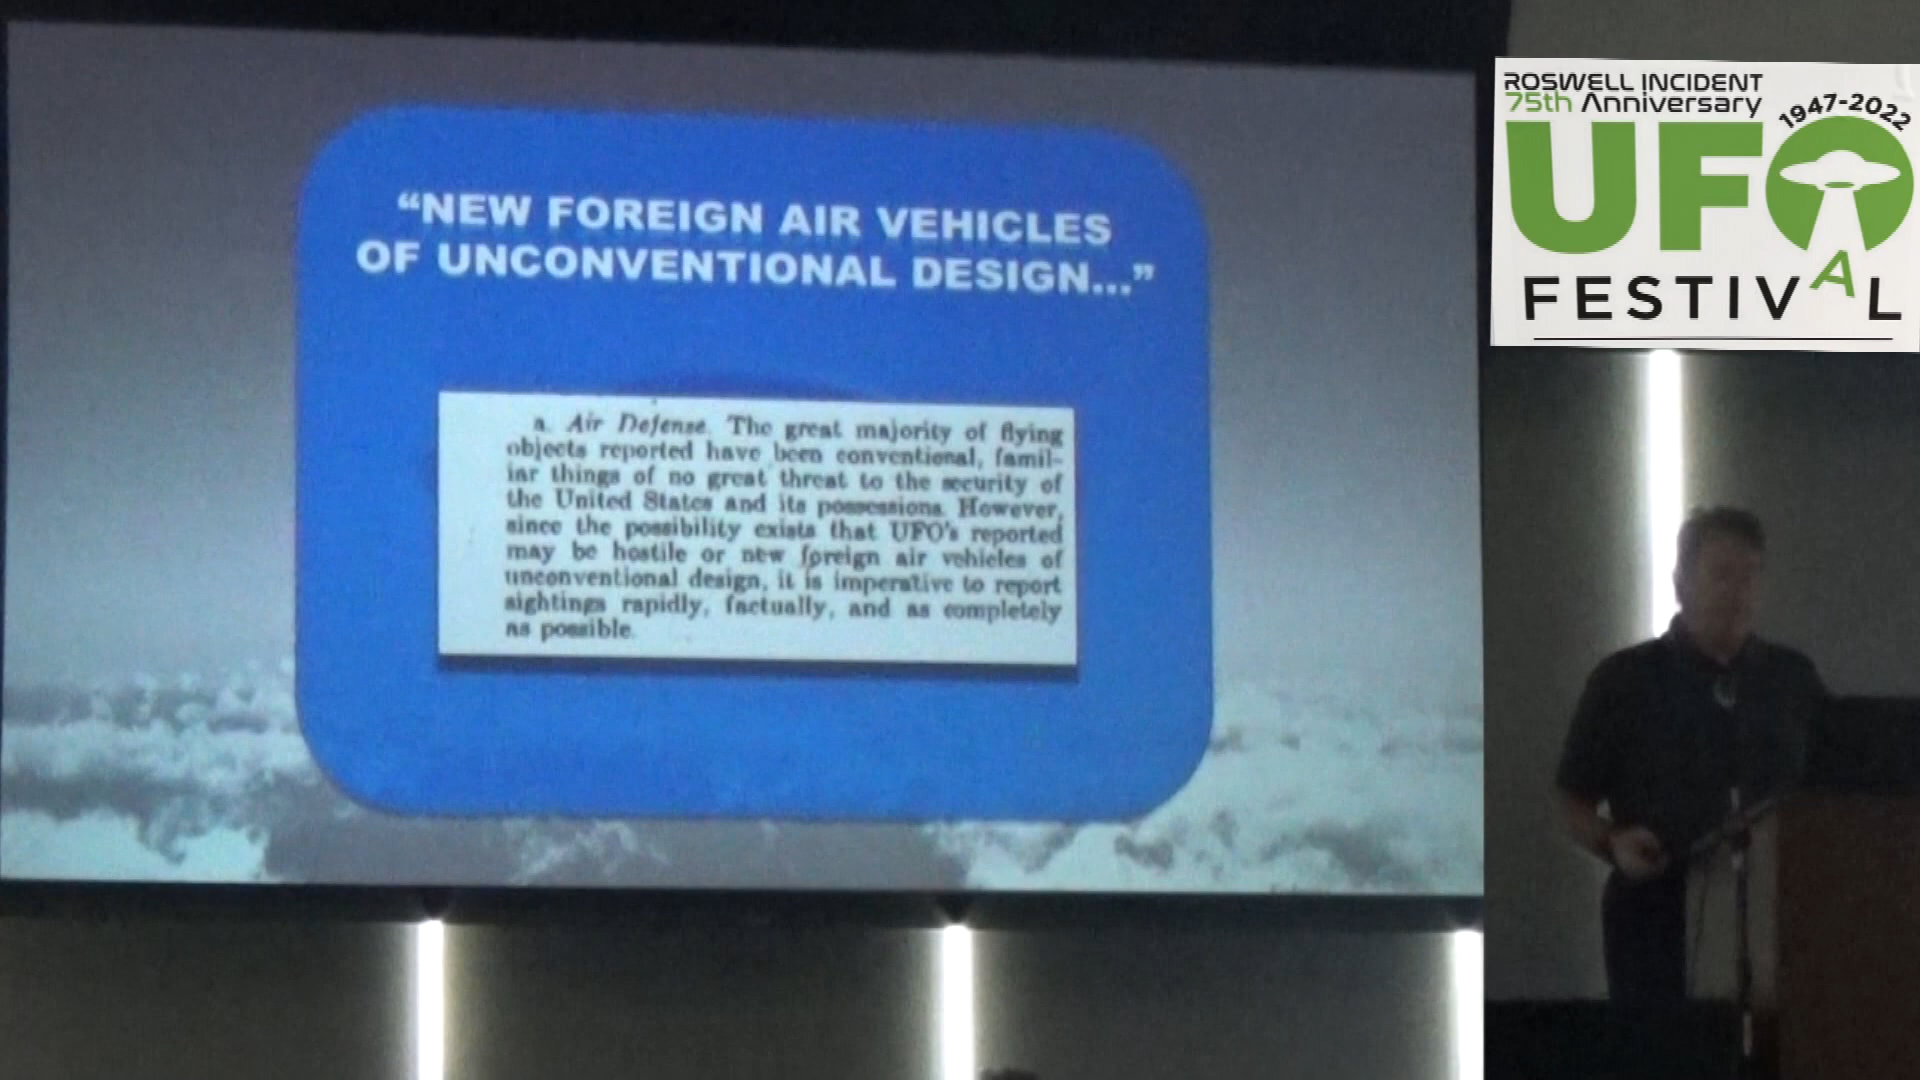 “NEW FOREIGN AIR VEHICLES
OF UNCONVENTIONAL DESIGN...”
a. Air Defense. The great majority of flying
objects reported have been conventional, famil-
iar things of no great threat to the security of
the United States and its possessions. However,
since the possibility exists that UFO's reported
may be hostile or new foreign air vehicles of
unconventional design, it is imperative to report
sightings rapidly, factually, and as completely
as possible.
ROSWELL INCIDENT
75th Anniversary
1947-2022
UFO
FESTIVAL